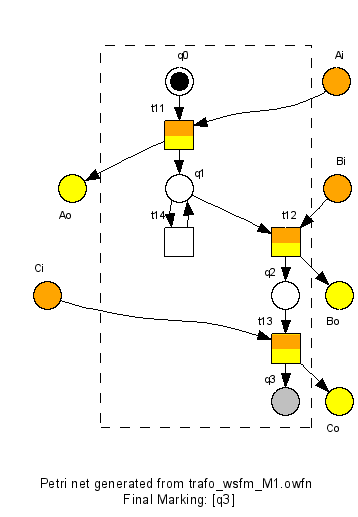 q0
Ai
t11
q1
Bi
Ao
t14
t12
Ci
q2
t13
Bo
q3
Co
Petri net generated from trafo_wsfm_M1.owfn
Final Marking: [q3]